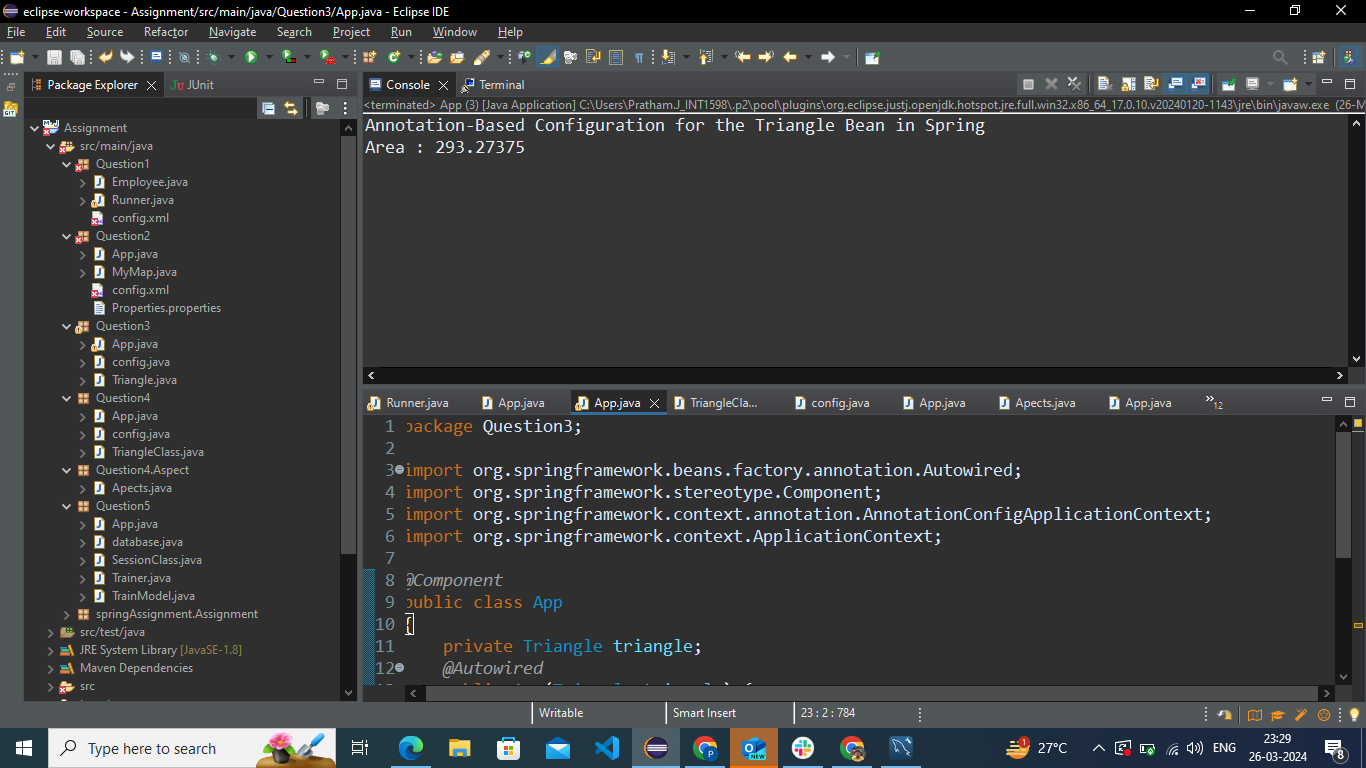 eclipse-workspace - Assignment/src/main/java/Question3/App.java - Eclipse IDE
File Edit Source Refactor Navigate Search Project Run Window Help
Package Explorer
JUnit
Assignment
src/main/java
Question1
Employee.java
Runner.java
config.xml
Question2
App.java
MyMap.java
config.xml
Properties.properties
Question3
App.java
config.java
Triangle.java
Question4
App.java
config.java
TriangleClass.java
Question4.Aspect
Apects.java
Question5
App.java
database.java
SessionClass.java
Trainer.java
TrainModel.java
springAssignment.Assignment
src/test/java
JRE System Library [JavaSE-1.8]
Maven Dependencies
src
Console
Terminal
<terminated> App (3) [Java Application] C:\Users\Pratham.J_INT1598\.p2\pool\plugins\org.eclipse.justj.openjdk.hotspot.jre.full.win32.x86_64_17.0.10.v20240120-1143\jre\bin\javaw.exe (26-M
Annotation-Based Configuration for the Triangle Bean in Spring
Area : 293.27375
Runner.java App.java App.java TriangleCla... config.java App.java Apects.java App.java »12
1 package Question3;
2
3 import org.springframework.beans.factory.annotation.Autowired;
4 import org.springframework.stereotype.Component;
5 import org.springframework.context.annotation.AnnotationConfigApplicationContext;
6 import org.springframework.context.ApplicationContext;
7
8 @Component
9 public class App
10 {
11 private Triangle triangle;
12 @Autowired
Writable Smart Insert 23 : 2 : 784
Type here to search
1 27°C ENG 23:29
26-03-2024 8
NEW
GIT